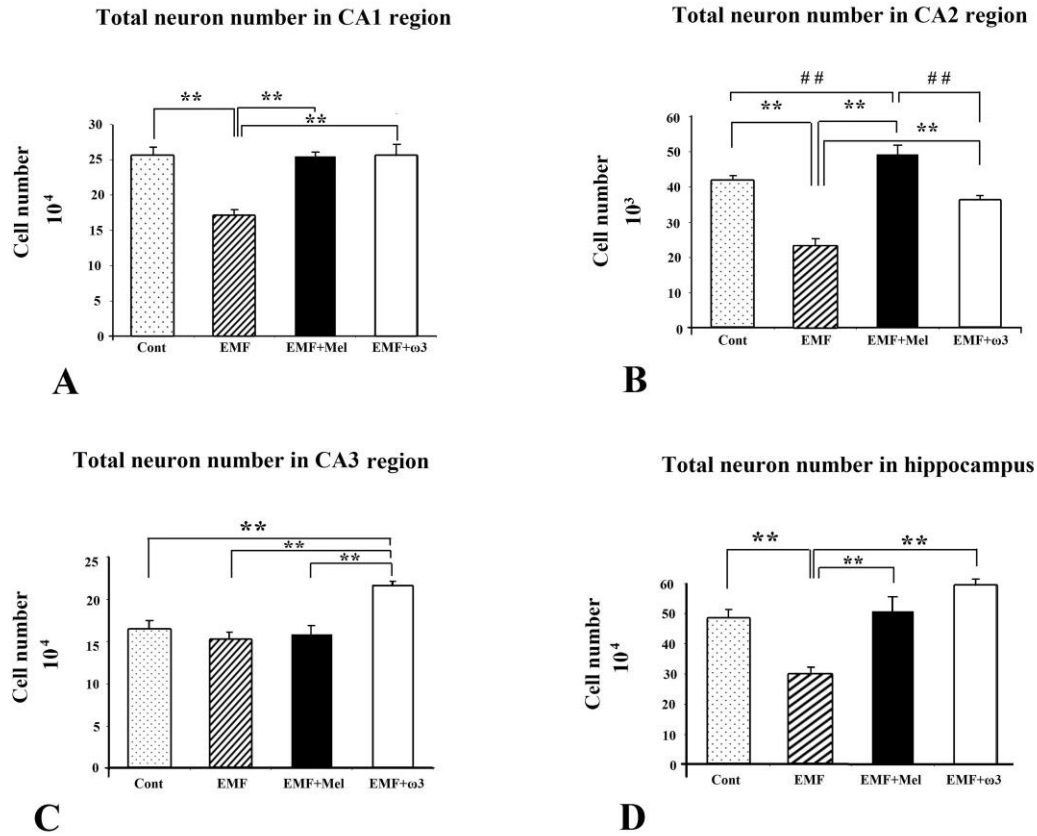 Total neuron number in CA1 region
** **
**
Cell number
10⁴
30
25
20
15
10
5
0
Cont EMF EMF+Mel EMF+ω3
A
Total neuron number in CA2 region
## ##
** **
**
Cell number
10³
60
50
40
30
20
10
0
Cont EMF EMF+Mel EMF+ω3
B
Total neuron number in CA3 region
**
**
**
Cell number
10⁴
25
20
15
10
5
0
Cont EMF EMF+Mel EMF+ω3
C
Total neuron number in hippocampus
** **
**
Cell number
10⁴
60
50
40
30
20
10
0
Cont EMF EMF+Mel EMF+ω3
D